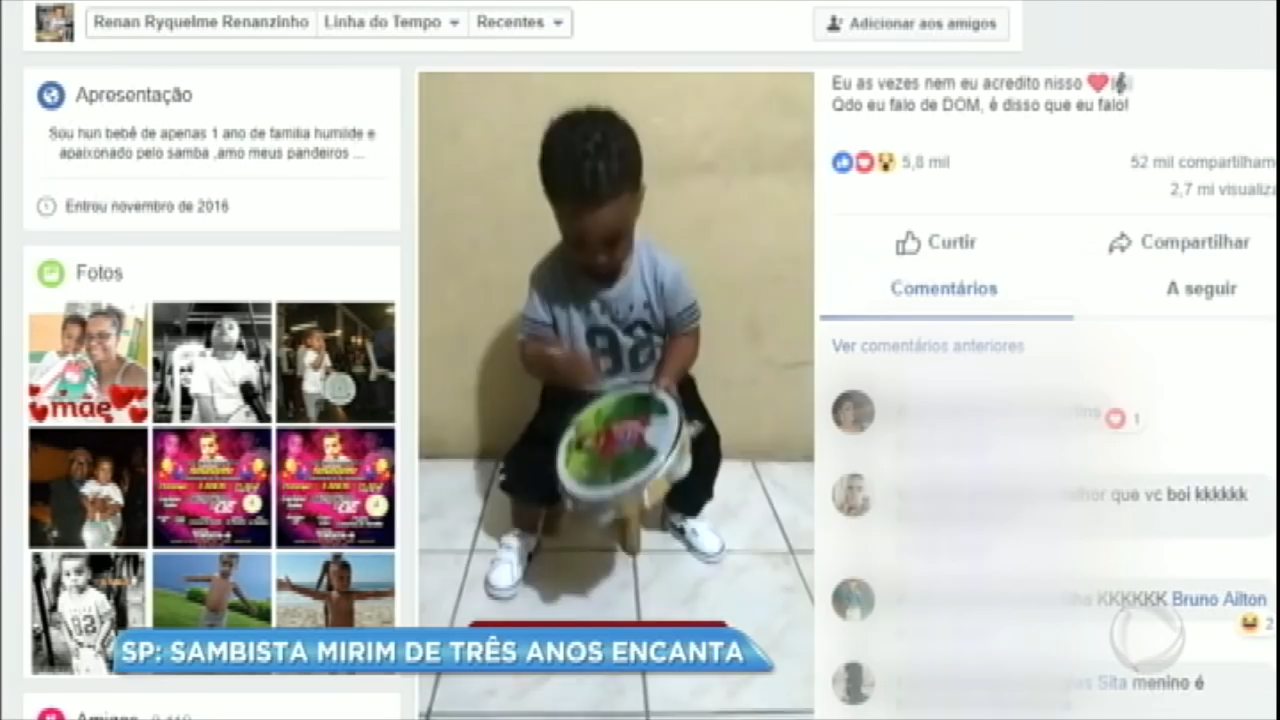 Renan Ryquelme Renanzinho
Linha do Tempo
Recentes
Adicionar aos amigos
Apresentação
Sou hun bebê de apenas 1 ano de familia humilde e
apaixonado pelo samba ,amo meus pandeiros ...
Entrou novembro de 2016
Fotos
mãe
Eu as vezes nem eu acredito nisso
Qdo eu falo de DOM, é disso que eu falo!
5,8 mil
52 mil compartilham
2,7 mi visualiza
Curtir
Compartilhar
Comentários
A seguir
Ver comentários anteriores
1
que vc boi kkkkkk
KKKKKK Bruno Ailton
2
Sita menino é
92
SP: SAMBISTA MIRIM DE TRÊS ANOS ENCANTA